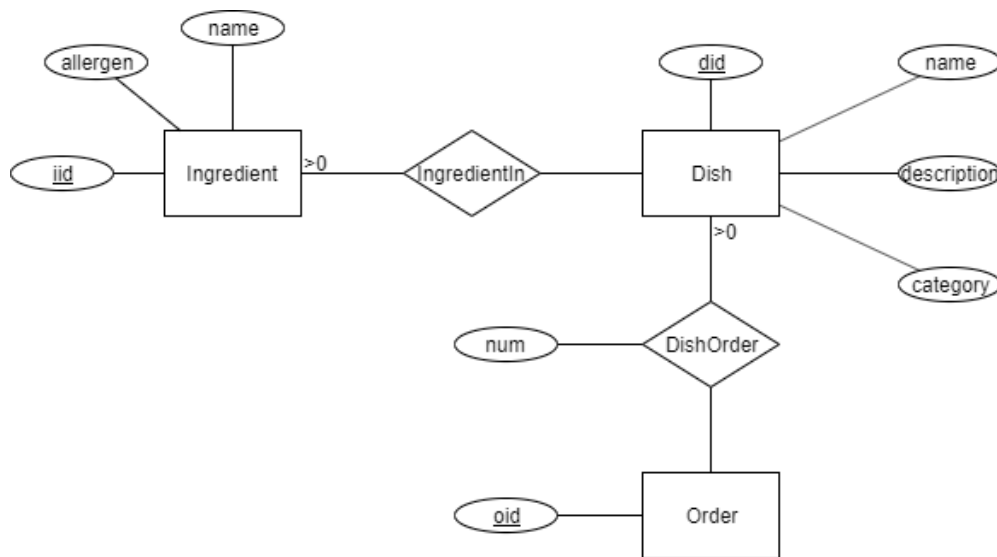 name
allergen
did
name
iid
Ingredient
>0
IngredientIn
Dish
description
>0
category
num
DishOrder
oid
Order